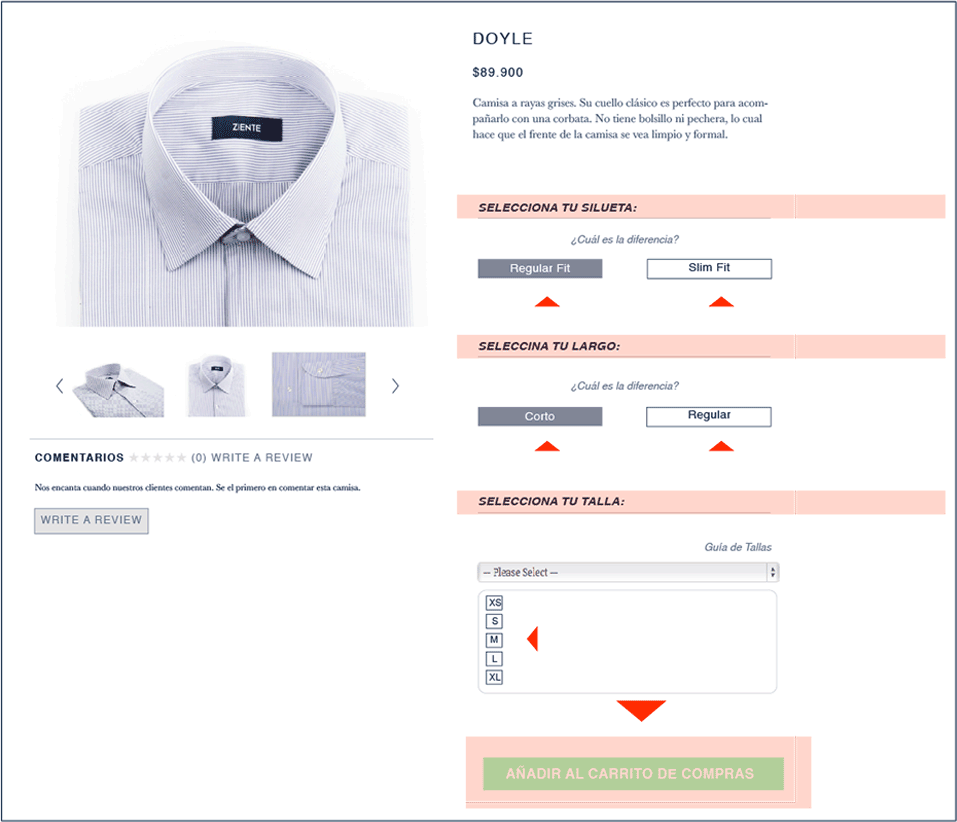 ZIENTE
COMENTARIOS (0) WRITE A REVIEW
Nos encanta cuando nuestros clientes comentan. Se el primero en comentar esta camisa.
WRITE A REVIEW
DOYLE
$89.900
Camisa a rayas grises. Su cuello clásico es perfecto para acom-
pañarlo con una corbata. No tiene bolsillo ni pechera, lo cual
hace que el frente de la camisa se vea limpio y formal.
SELECCIONA TU SILUETA:
¿Cuál es la diferencia?
Regular Fit Slim Fit
SELECCINA TU LARGO:
¿Cuál es la diferencia?
Corto Regular
SELECCIONA TU TALLA:
Guía de Tallas
-- Please Select --
XS
S
M
L
XL
AÑADIR AL CARRITO DE COMPRAS